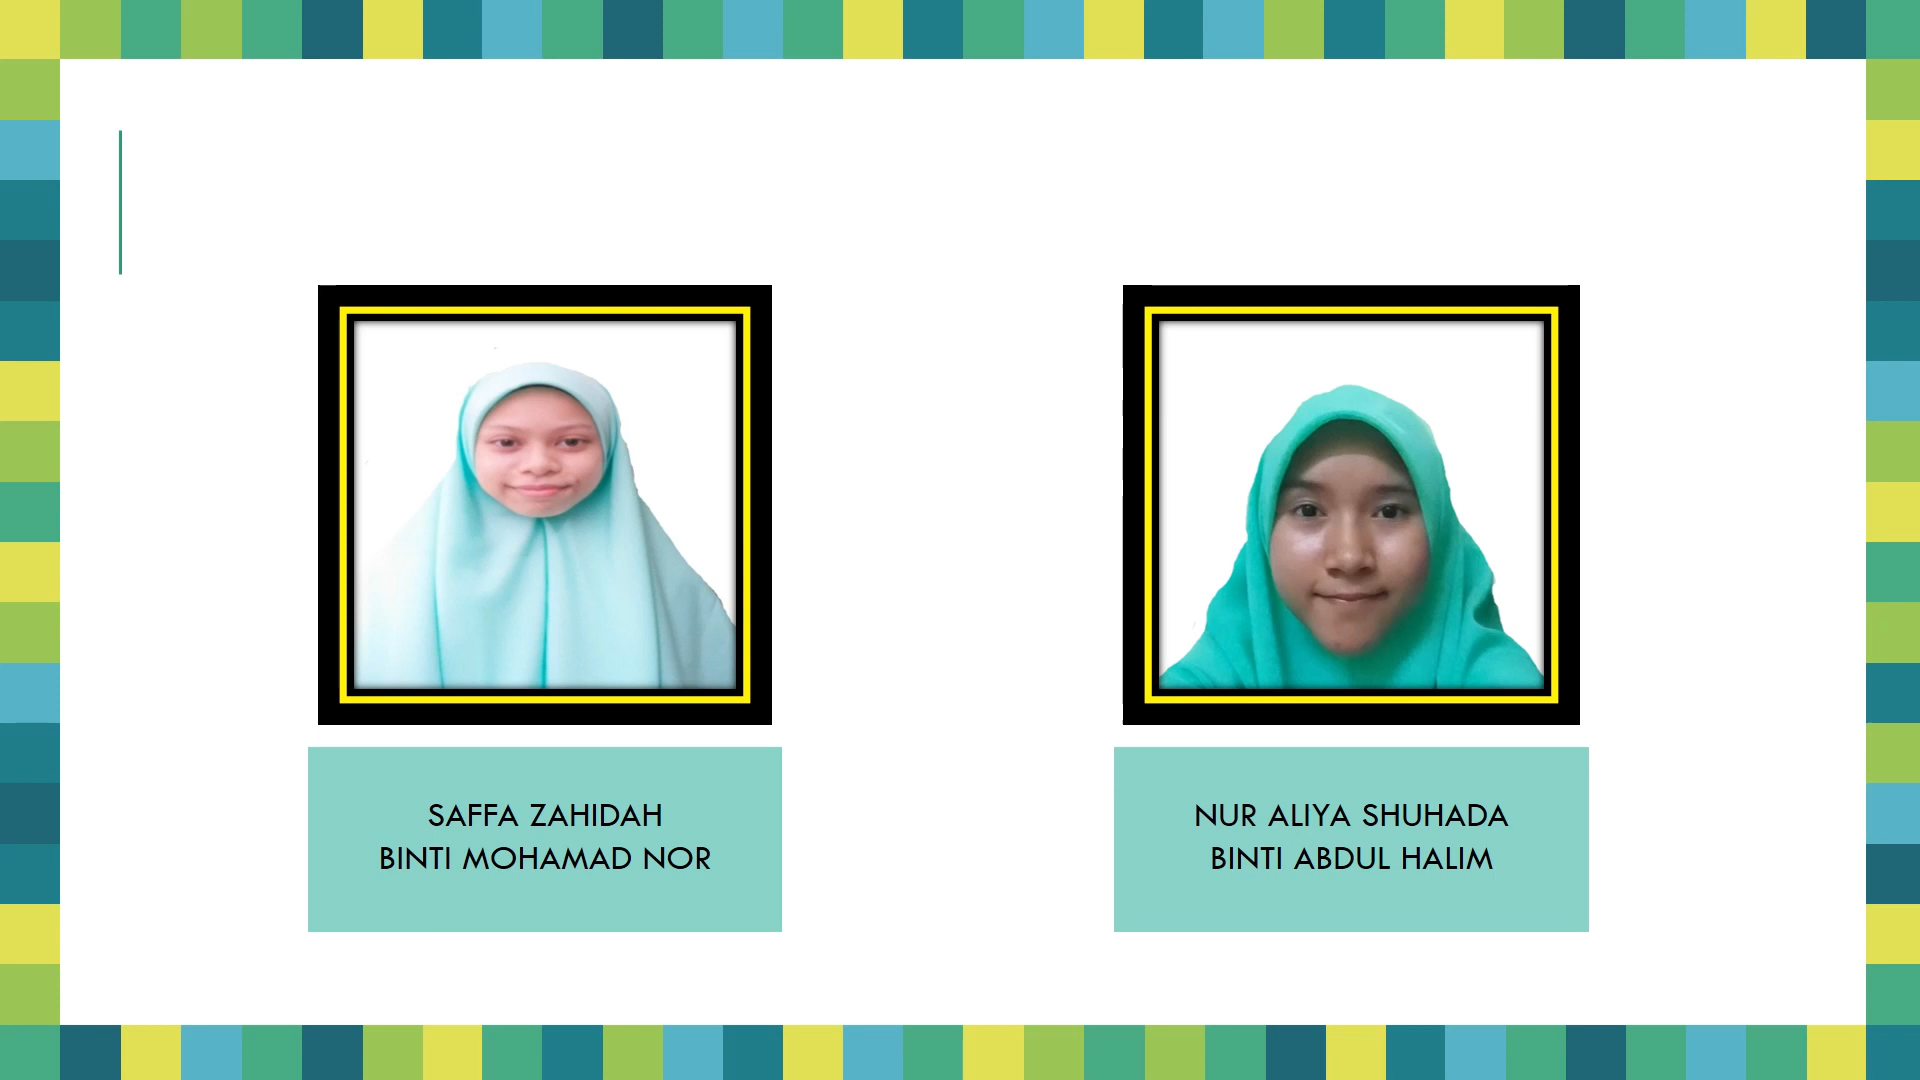 SAFFA ZAHIDAH
BINTI MOHAMAD NOR
NUR ALIYA SHUHADA
BINTI ABDUL HALIM